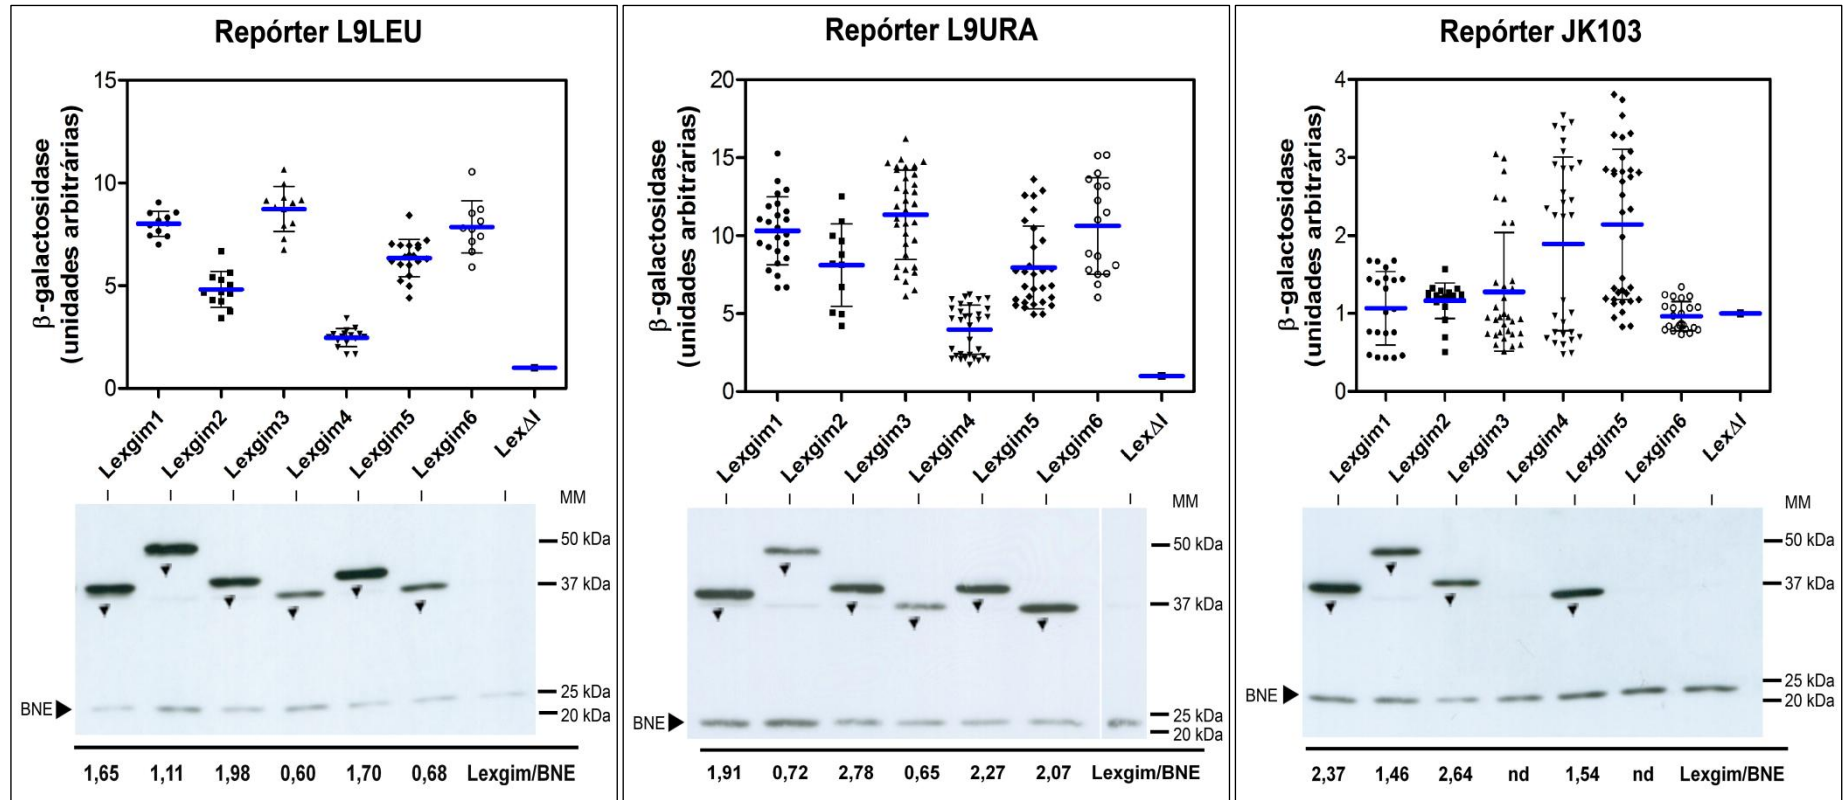 Repórter L9LEU
β-galactosidase
(unidades arbitrárias)
15
10
5
0
Lexgim1
Lexgim2
Lexgim3
Lexgim4
Lexgim5
Lexgim6
LexΔI
MM
50 kDa
37 kDa
25 kDa
20 kDa
BNE
1,65 1,11 1,98 0,60 1,70 0,68 Lexgim/BNE
Repórter L9URA
β-galactosidase
(unidades arbitrárias)
20
15
10
5
0
Lexgim1
Lexgim2
Lexgim3
Lexgim4
Lexgim5
Lexgim6
LexΔI
MM
50 kDa
37 kDa
25 kDa
20 kDa
BNE
1,91 0,72 2,78 0,65 2,27 2,07 Lexgim/BNE
Repórter JK103
β-galactosidase
(unidades arbitrárias)
4
3
2
1
0
Lexgim1
Lexgim2
Lexgim3
Lexgim4
Lexgim5
Lexgim6
LexΔI
MM
50 kDa
37 kDa
25 kDa
20 kDa
BNE
2,37 1,46 2,64 nd 1,54 nd Lexgim/BNE